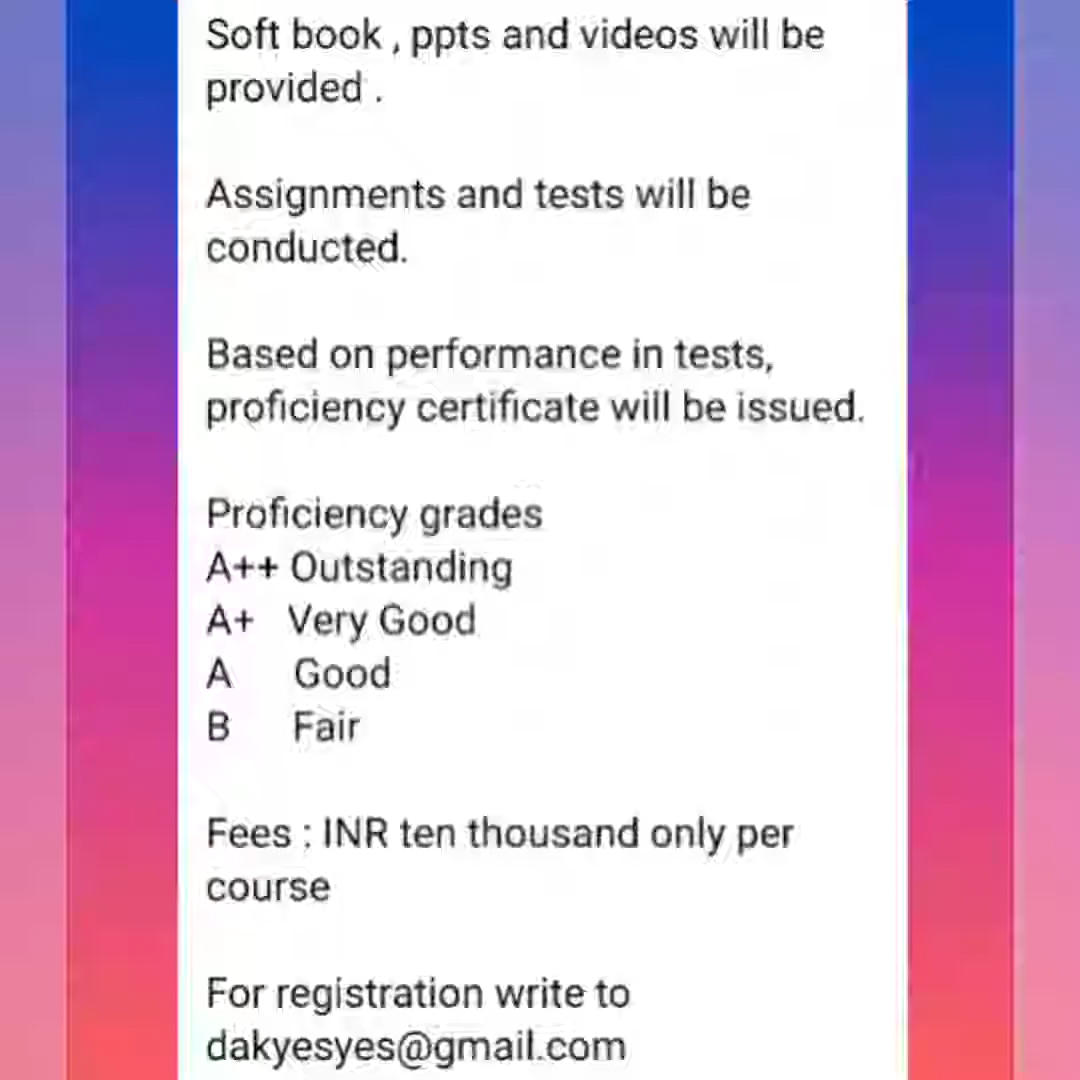 Soft book , ppts and videos will be
provided .
Assignments and tests will be
conducted.
Based on performance in tests,
proficiency certificate will be issued.
Proficiency grades
A++ Outstanding
A+ Very Good
A Good
B Fair
Fees : INR ten thousand only per
course
For registration write to
dakyesyes@gmail.com